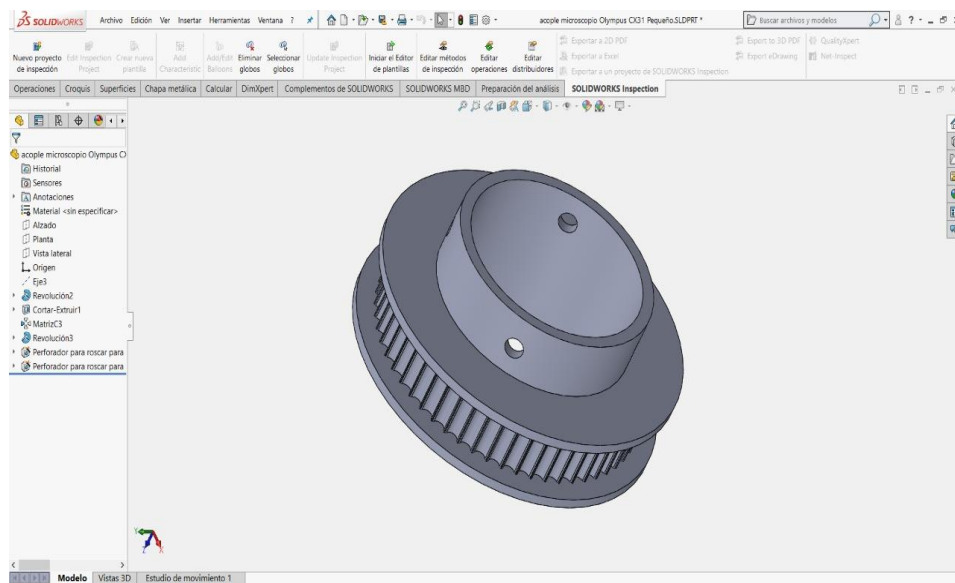 SOLIDWORKS Archivo Edición Ver Insertar Herramientas Ventana ? acople microscopio Olympus CX31 Pequeño.SLDPRT * Buscar archivos y modelos
Nuevo proyecto de inspección
Edit Inspection Project
Crear nueva plantilla
Add Characteristic
Add/Edit Balloons
Eliminar globos
Seleccionar globos
Update Inspection Project
Iniciar el Editor de plantillas
Editar métodos de inspección
Editar operaciones
Editar distribuidores
Exportar a 2D PDF
Exportar a Excel
Exportar a un proyecto de SOLIDWORKS Inspection
Export to 3D PDF
Export eDrawing
QualityXpert
Net-Inspect
Operaciones Croquis Superficies Chapa metálica Calcular DimXpert Complementos de SOLIDWORKS SOLIDWORKS MBD Preparación del análisis SOLIDWORKS Inspection
acople microscopio Olympus C
Historial
Sensores
Anotaciones
Material <sin especificar>
Alzado
Planta
Vista lateral
Origen
Eje3
Revolución2
Cortar-Extruir1
MatrizC3
Revolución3
Perforador para roscar para
Perforador para roscar para
Y
Z
X
Modelo Vistas 3D Estudio de movimiento 1